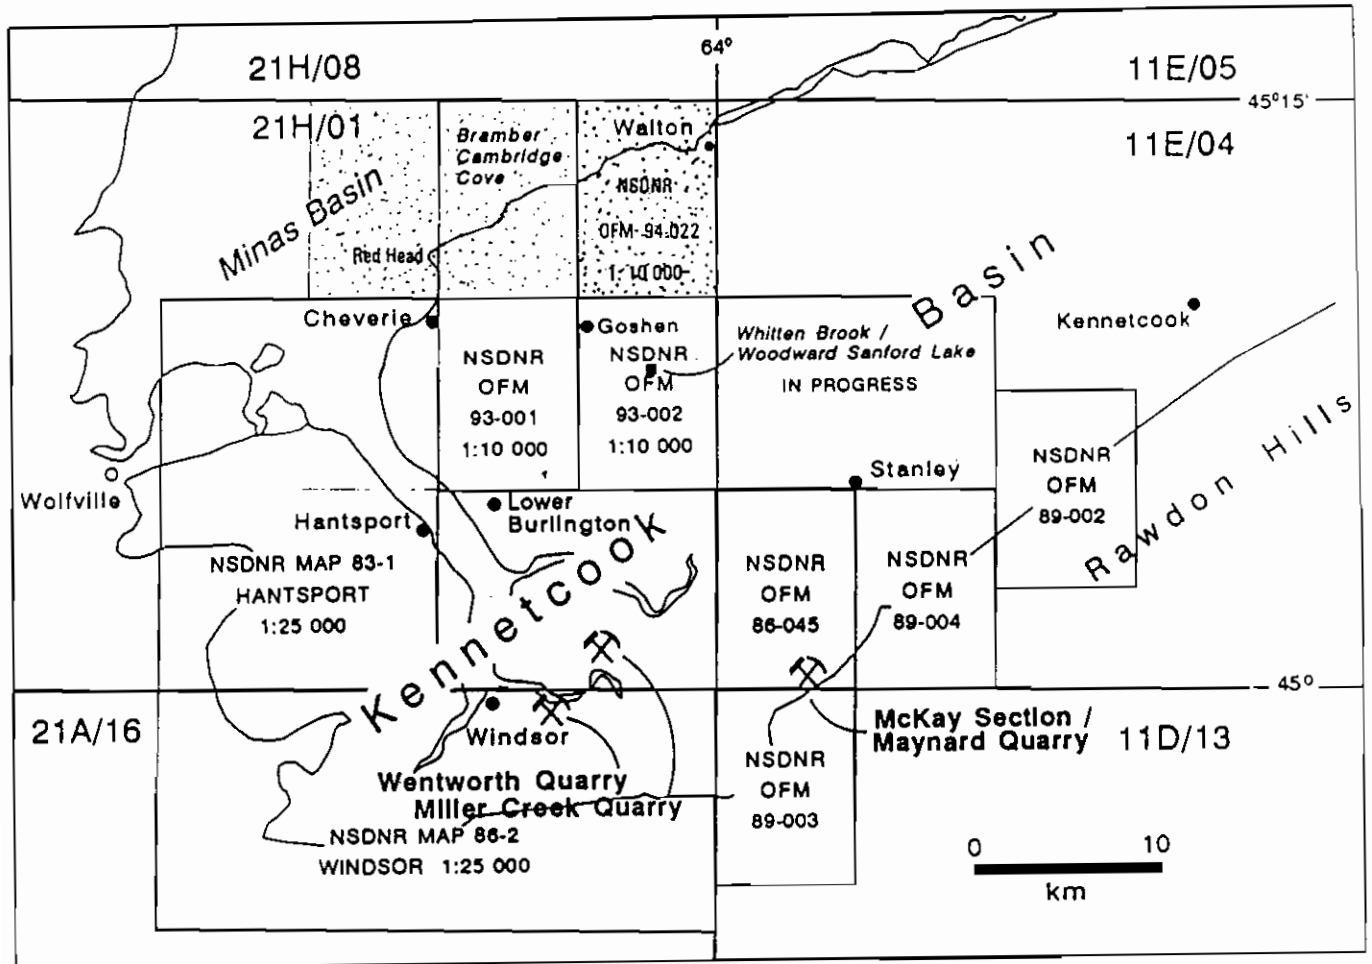 64°
21H/08
11E/05
45°15'
21H/01
Bramber
Cambridge
Cove
Walton
11E/04
Minas Basin
NSDNR
OFM-94-022
1:10 000
Red Head
Basin
Cheverie
Goshen
Kennetcook
Whitten Brook /
Woodward Sanford Lake
IN PROGRESS
NSDNR
OFM
93-001
1:10 000
NSDNR
OFM
93-002
1:10 000
Rawdon Hills
NSDNR
OFM
89-002
Stanley
Wolfville
Lower
Burlington
Hantsport
Kennetcook
NSDNR MAP 83-1
HANTSPORT
1:25 000
NSDNR
OFM
86-045
NSDNR
OFM
89-004
45°
21A/16
Windsor
McKay Section /
Maynard Quarry
11D/13
Wentworth Quarry
Miller Creek Quarry
NSDNR
OFM
89-003
NSDNR MAP 86-2
WINDSOR 1:25 000
0 10
km